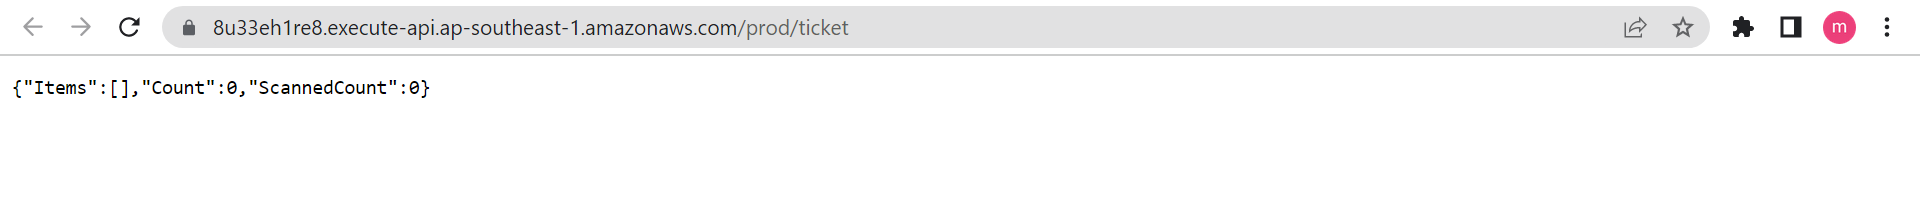 8u33eh1re8.execute-api.ap-southeast-1.amazonaws.com/prod/ticket
m
{"Items":[],"Count":0,"ScannedCount":0}